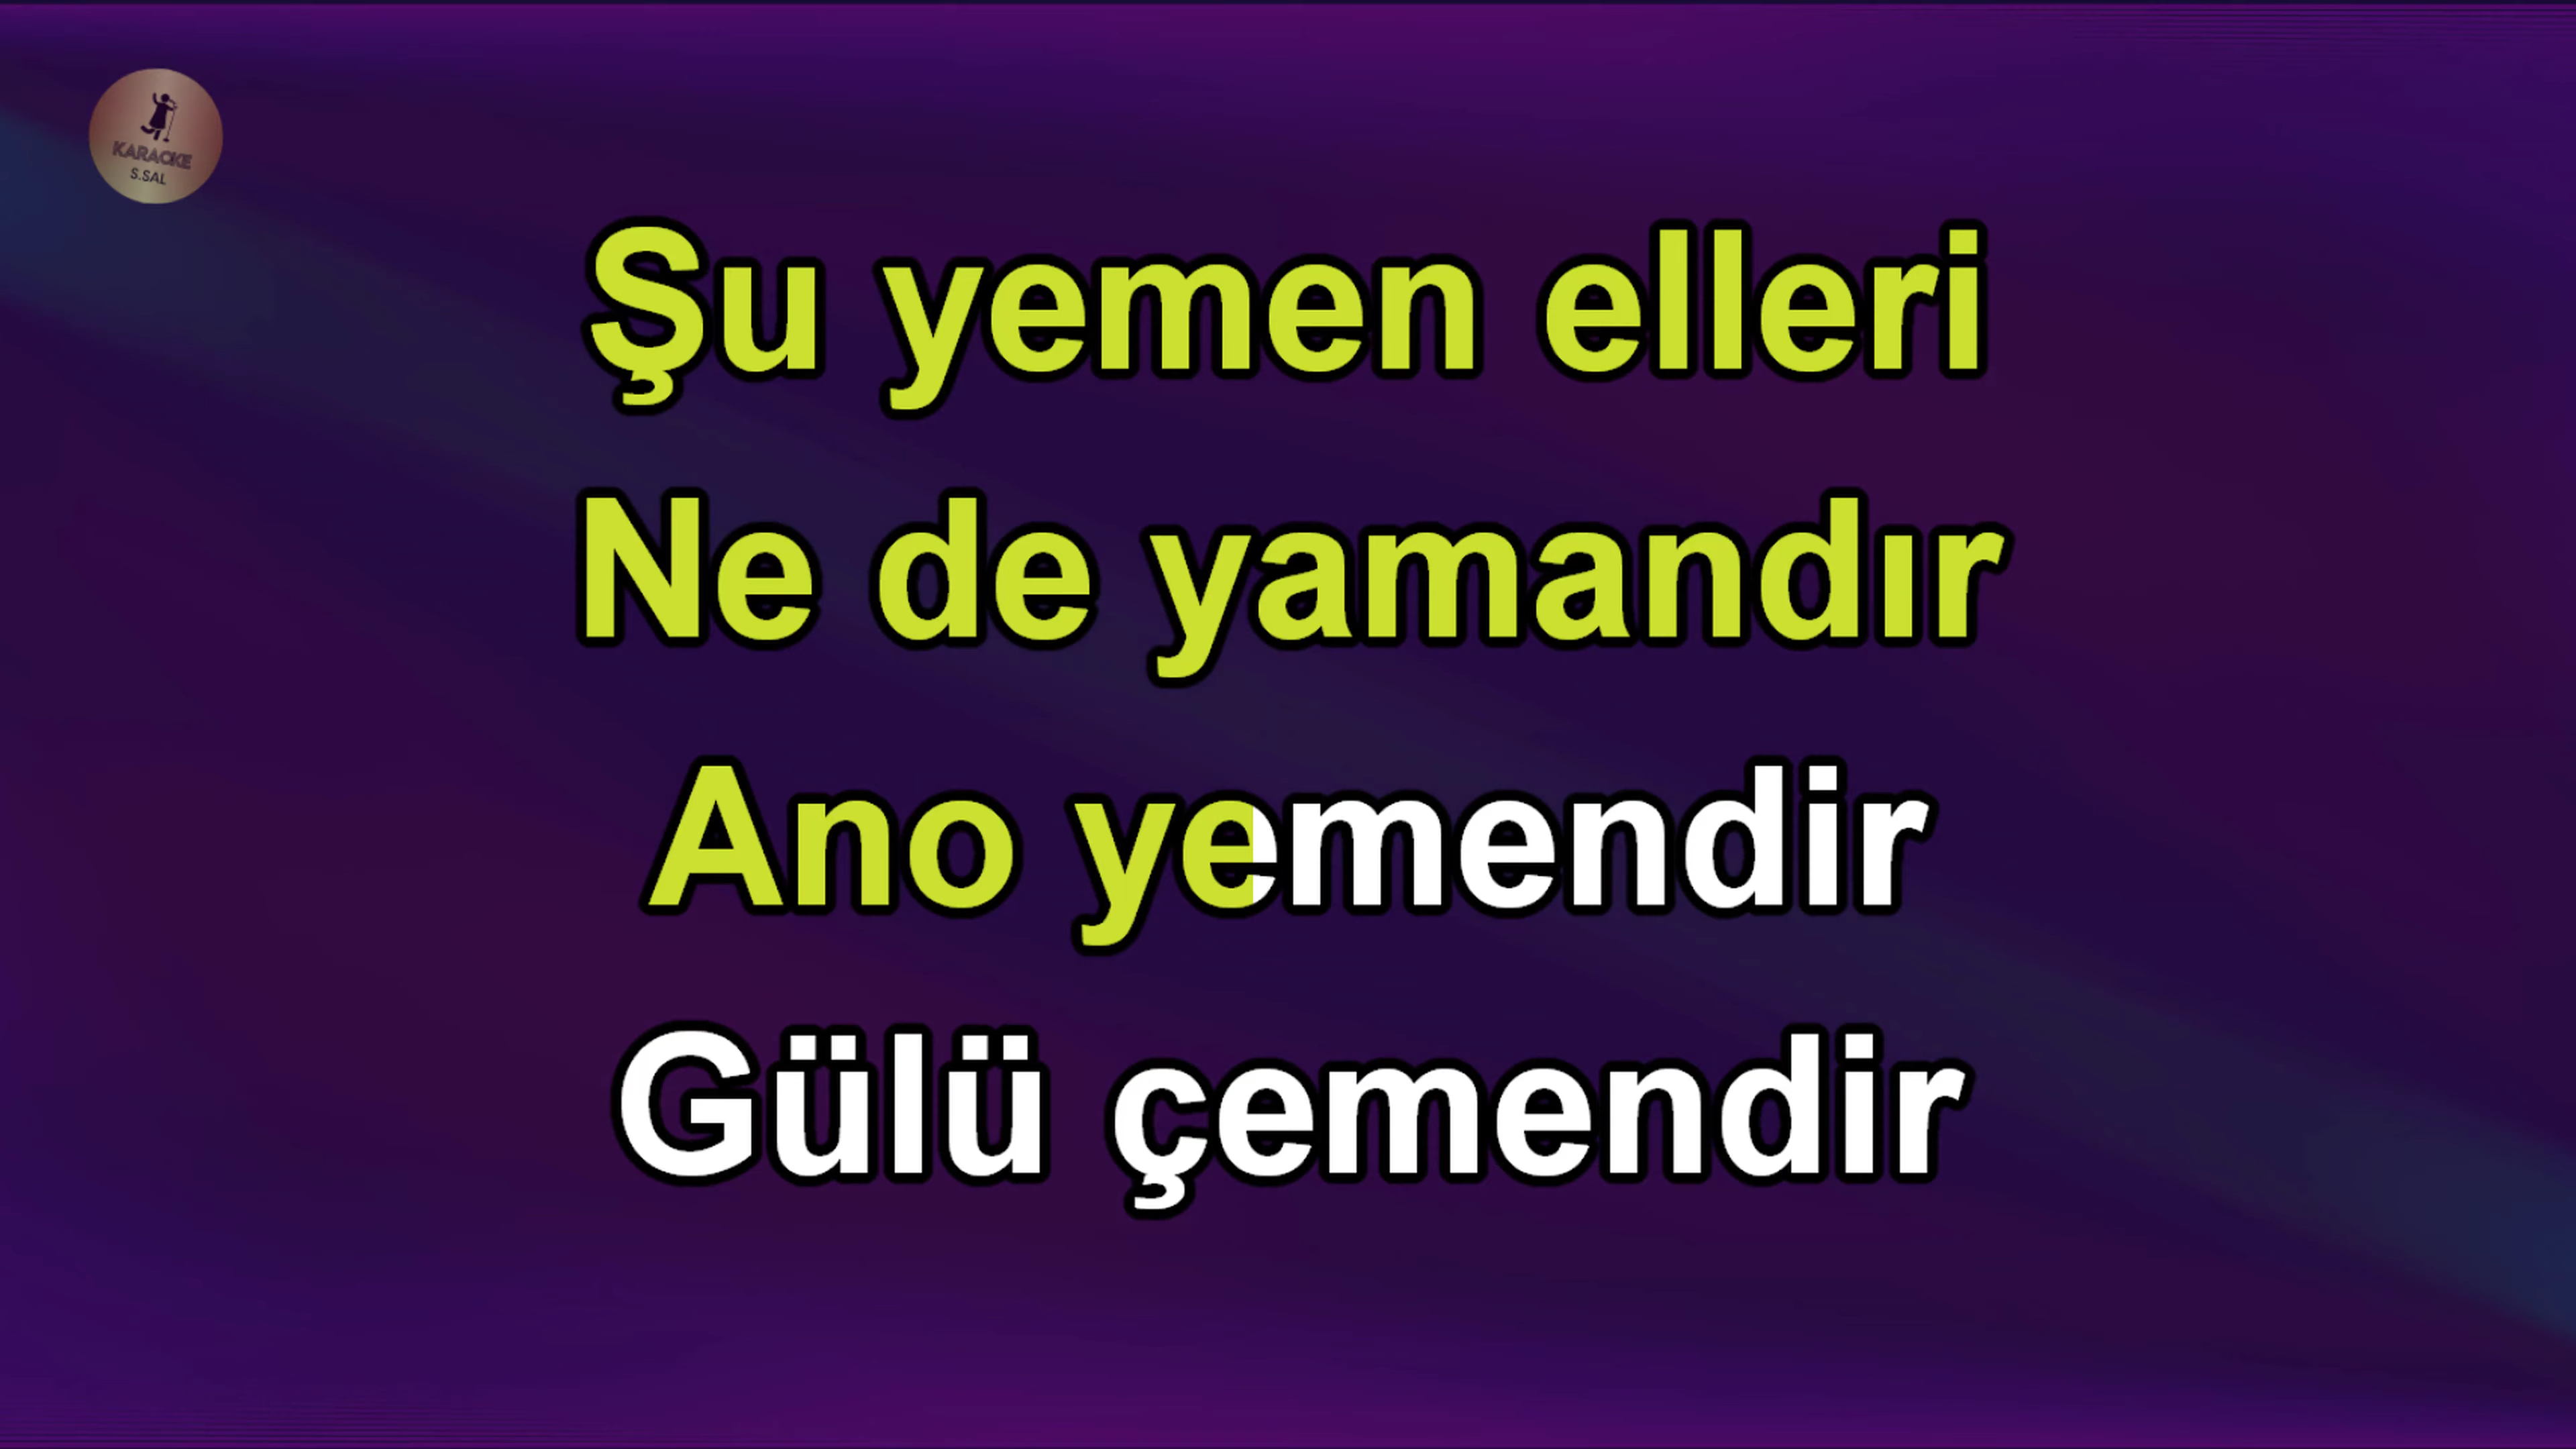 KARAOKE
S.SAL
Şu yemen elleri
Ne de yamandır
Ano yemendir
Gülü çemendir